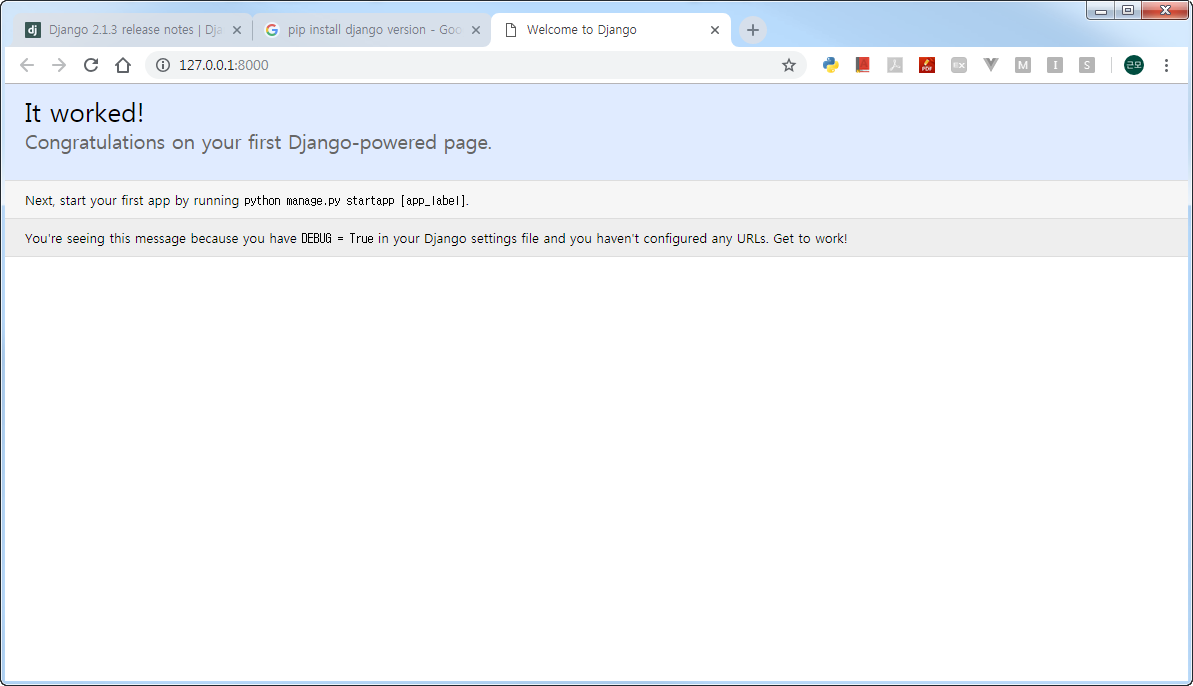 dj Django 2.1.3 release notes | Dja
pip install django version - Goo
Welcome to Django
127.0.0.1:8000
PDF
EX
M
I
S
근모
It worked!
Congratulations on your first Django-powered page.
Next, start your first app by running python manage.py startapp [app_label].
You're seeing this message because you have DEBUG = True in your Django settings file and you haven't configured any URLs. Get to work!